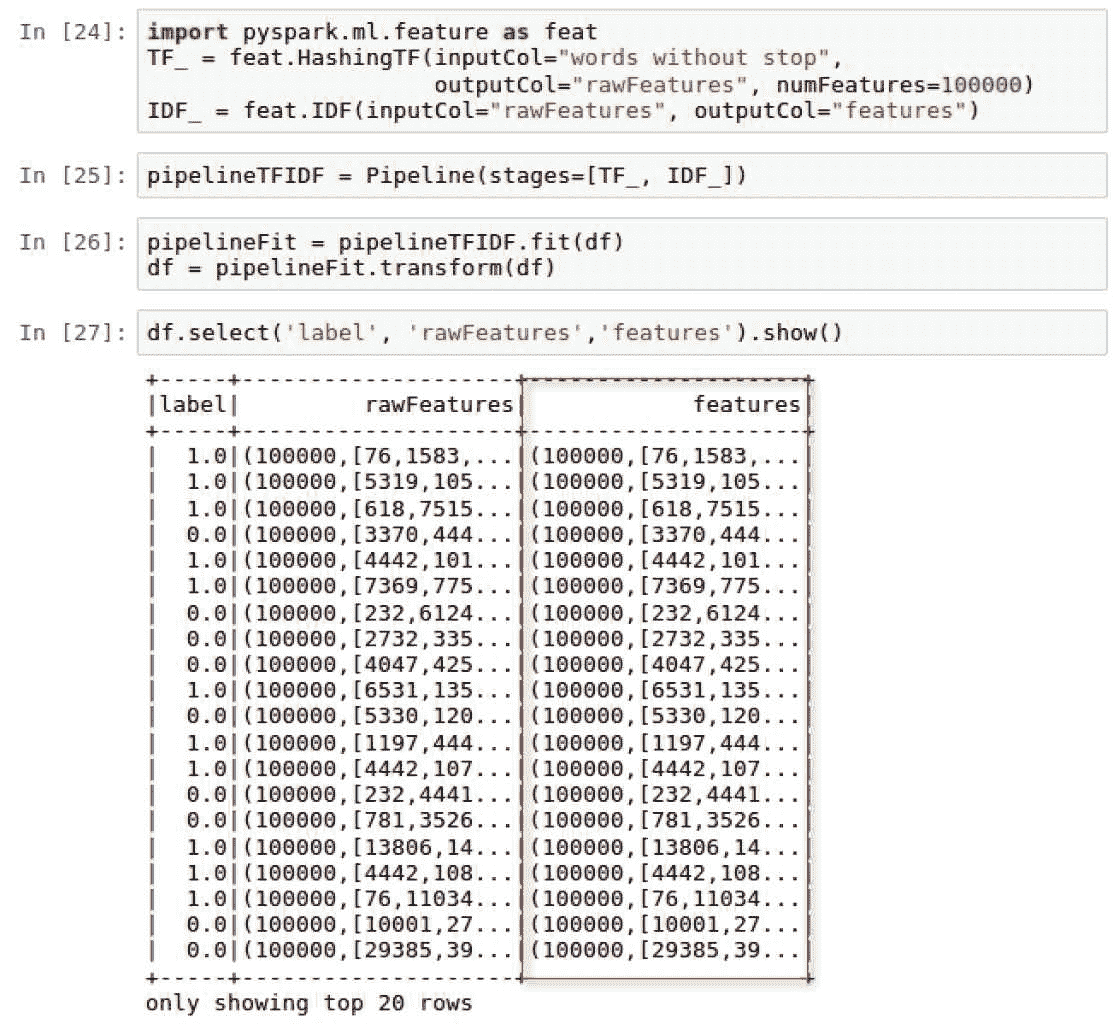 In [24]: import pyspark.ml.feature as feat
TF_ = feat.HashingTF(inputCol="words without stop",
outputCol="rawFeatures", numFeatures=100000)
IDF_ = feat.IDF(inputCol="rawFeatures", outputCol="features")
In [25]: pipelineTFIDF = Pipeline(stages=[TF_, IDF_])
In [26]: pipelineFit = pipelineTFIDF.fit(df)
df = pipelineFit.transform(df)
In [27]: df.select('label', 'rawFeatures','features').show()
+-----+--------------------+--------------------+
|label|         rawFeatures|            features|
+-----+--------------------+--------------------+
|  1.0|(100000,[76,1583,...|(100000,[76,1583,...|
|  1.0|(100000,[5319,105...|(100000,[5319,105...|
|  1.0|(100000,[618,7515...|(100000,[618,7515...|
|  0.0|(100000,[3370,444...|(100000,[3370,444...|
|  1.0|(100000,[4442,101...|(100000,[4442,101...|
|  1.0|(100000,[7369,775...|(100000,[7369,775...|
|  0.0|(100000,[232,6124...|(100000,[232,6124...|
|  0.0|(100000,[2732,335...|(100000,[2732,335...|
|  0.0|(100000,[4047,425...|(100000,[4047,425...|
|  1.0|(100000,[6531,135...|(100000,[6531,135...|
|  0.0|(100000,[5330,120...|(100000,[5330,120...|
|  1.0|(100000,[1197,444...|(100000,[1197,444...|
|  1.0|(100000,[4442,107...|(100000,[4442,107...|
|  0.0|(100000,[232,4441...|(100000,[232,4441...|
|  0.0|(100000,[781,3526...|(100000,[781,3526...|
|  1.0|(100000,[13806,14...|(100000,[13806,14...|
|  1.0|(100000,[4442,108...|(100000,[4442,108...|
|  1.0|(100000,[76,11034...|(100000,[76,11034...|
|  0.0|(100000,[10001,27...|(100000,[10001,27...|
|  0.0|(100000,[29385,39...|(100000,[29385,39...|
+-----+--------------------+--------------------+
only showing top 20 rows